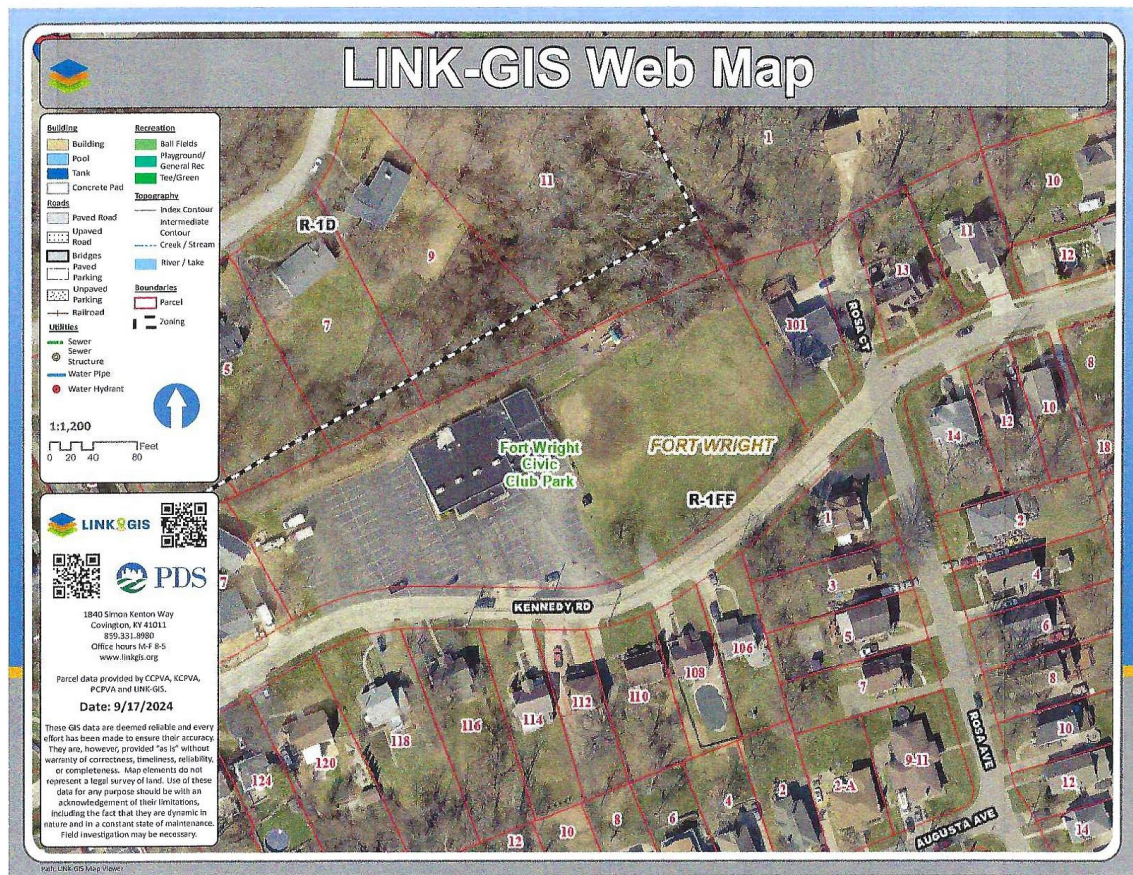 LINK-GIS Web Map
Building
Building
Pool
Tank
Concrete Pad
Roads
Paved Road
Upaved
Road
Bridges
Paved
Parking
Unpaved
Parking
Railroad
Utilities
Sewer
Sewer
Structure
Water Pipe
Water Hydrant
Recreation
Ball Fields
Playground/
General Rec
Tee/Green
Topography
Index Contour
Intermediate
Contour
Creek / Stream
River / Lake
Boundaries
Parcel
Zoning
1:1,200
Feet
0 20 40 80
LINK GIS
PDS
1840 Simon Kenton Way
Covington, KY 41011
859.331.8980
Office hours M-F 8-5
www.linkgis.org
Parcel data provided by CCPVA, KCPVA,
PCPVA and LINK-GIS.
Date: 9/17/2024
These GIS data are deemed reliable and every
effort has been made to ensure their accuracy.
They are, however, provided "as is" without
warranty of correctness, timeliness, reliability,
or completeness. Map elements do not
represent a legal survey of land. Use of these
data for any purpose should be with an
acknowledgement of their limitations,
including the fact that they are dynamic in
nature and in a constant state of maintenance.
Field investigation may be necessary.
Path: LINK-GIS Map Viewer
1
11
10
R-1D
9
11
12
13
7
101
ROSA CT
5
8
12
10
14
18
Fort Wright
Civic
Club Park
FORT WRIGHT
R-1FF
1
2
7
3
4
KENNEDY RD
5
6
106
108
110
112
114
116
118
120
124
7
8
9-11
ROSA AVE
10
12
14
2-A
2
4
6
8
10
12
AUGUSTA AVE